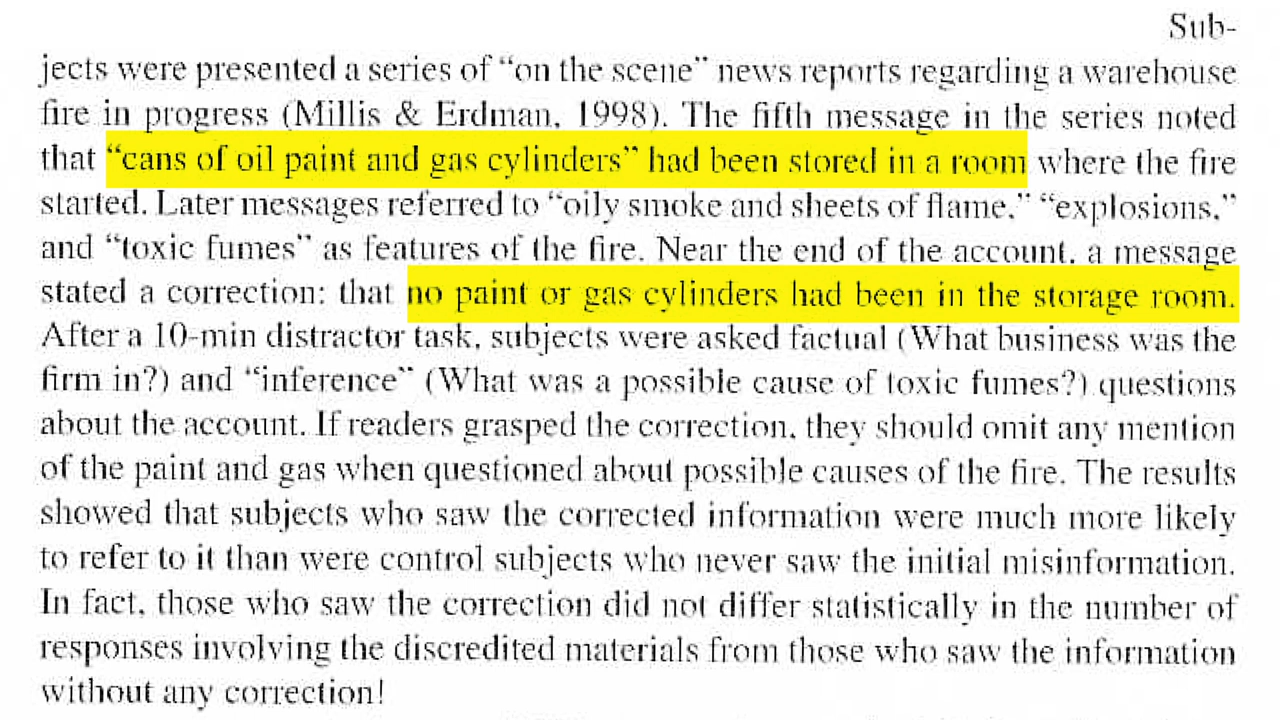 Sub-
jects were presented a series of “on the scene” news reports regarding a warehouse
fire in progress (Millis & Erdman, 1998). The fifth message in the series noted
that “cans of oil paint and gas cylinders” had been stored in a room where the fire
started. Later messages referred to “oily smoke and sheets of flame,” “explosions,”
and “toxic fumes” as features of the fire. Near the end of the account, a message
stated a correction: that no paint or gas cylinders had been in the storage room.
After a 10-min distractor task, subjects were asked factual (What business was the
firm in?) and “inference” (What was a possible cause of toxic fumes?) questions
about the account. If readers grasped the correction, they should omit any mention
of the paint and gas when questioned about possible causes of the fire. The results
showed that subjects who saw the corrected information were much more likely
to refer to it than were control subjects who never saw the initial misinformation.
In fact, those who saw the correction did not differ statistically in the number of
responses involving the discredited materials from those who saw the information
without any correction!